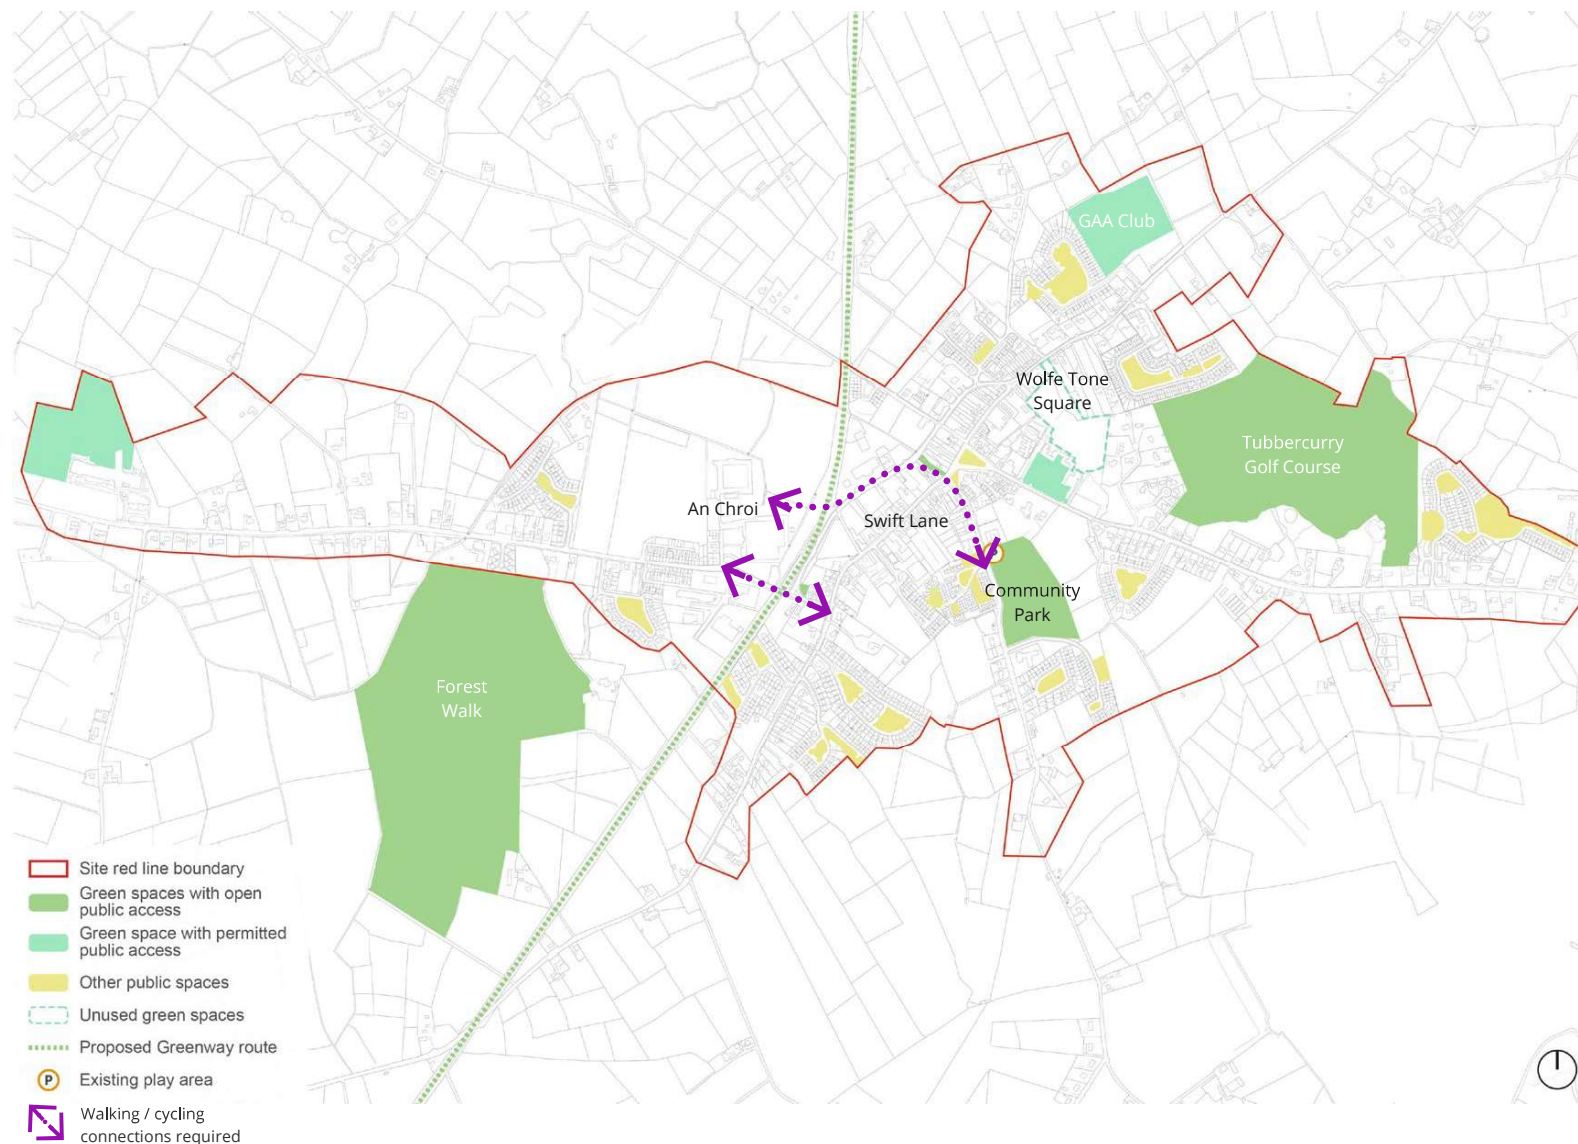 GAA Club
Wolfe Tone
Square
Tubbercurry
Golf Course
An Chroi
Swift Lane
Community
Park
Forest
Walk
Site red line boundary
Green spaces with open
public access
Green space with permitted
public access
Other public spaces
Unused green spaces
Proposed Greenway route
P
Existing play area
Walking / cycling
connections required